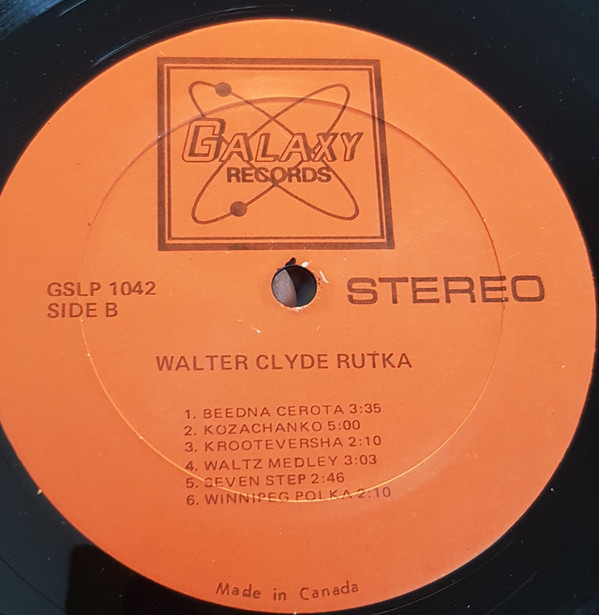 GALAXY
RECORDS
GSLP 1042
SIDE B
STEREO
WALTER CLYDE RUTKA
1. BEEDNA CEROTA 3:35
2. KOZACHANKO 5:00
3. KROOTEVERSHA 2:10
4. WALTZ MEDLEY 3:03
5. SEVEN STEP 2:46
6. WINNIPEG POLKA 2:10
Made in Canada